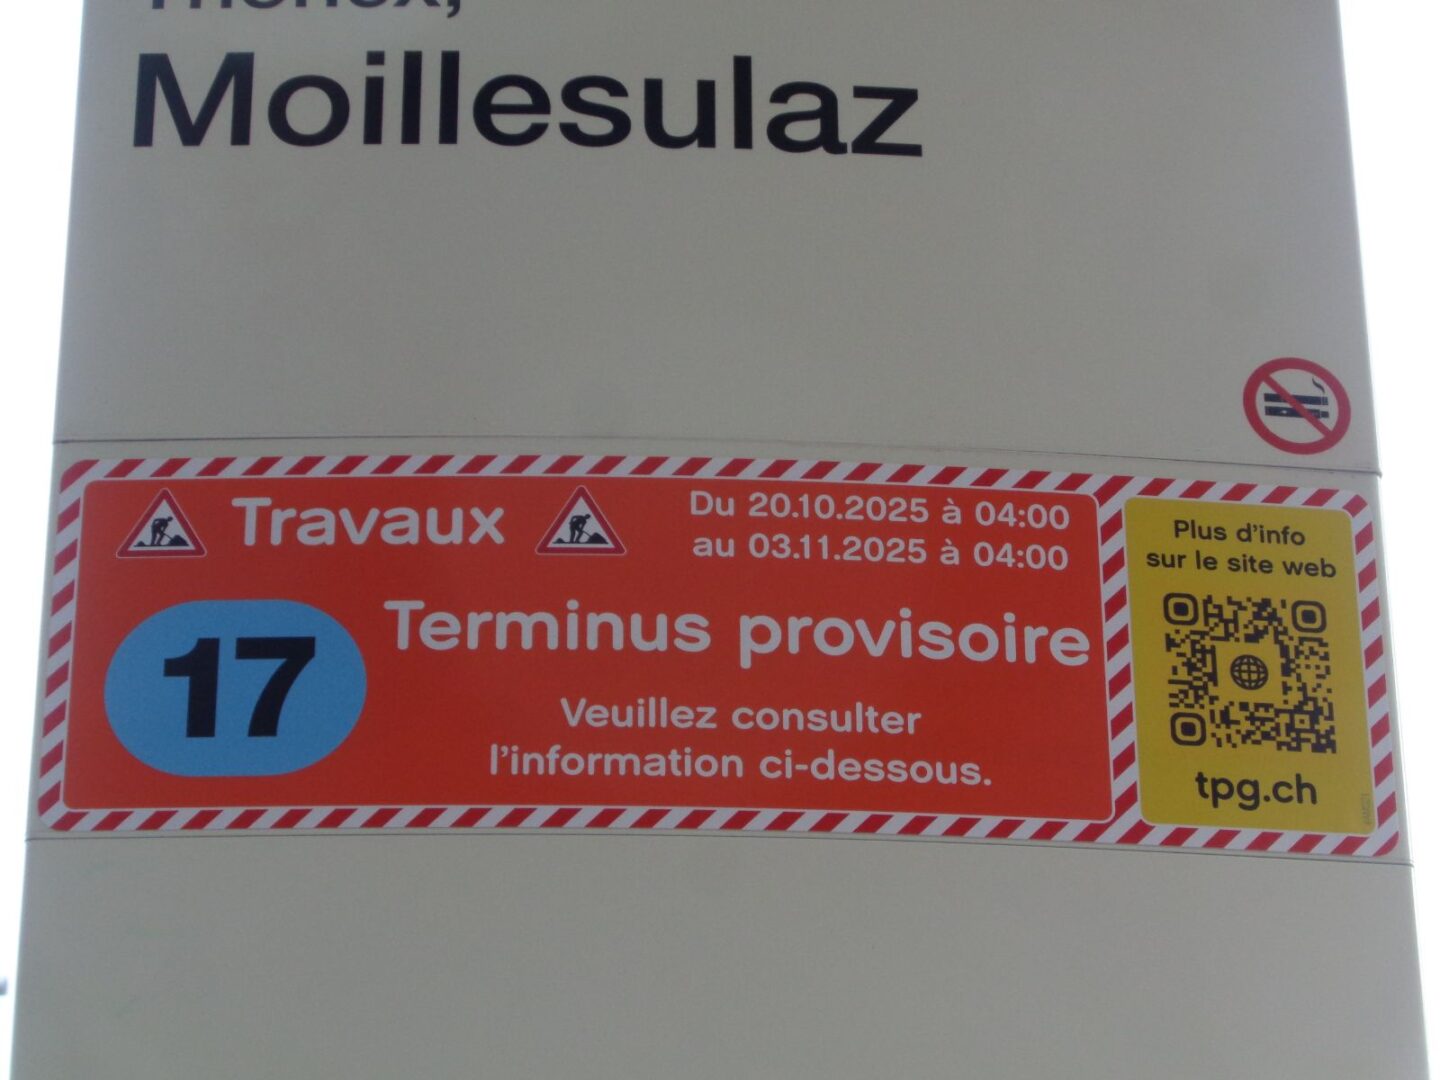 Thônex,
Moillesulaz
Travaux
Du 20.10.2025 à 04:00
au 03.11.2025 à 04:00
17
Terminus provisoire
Veuillez consulter
l'information ci-dessous.
Plus d'info
sur le site web
tpg.ch